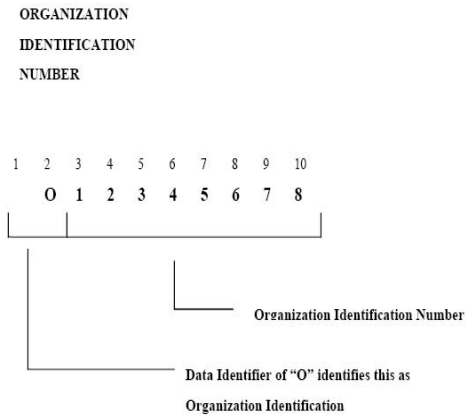 ORGANIZATION
IDENTIFICATION
NUMBER
1 2 3 4 5 6 7 8 9 10
O 1 2 3 4 5 6 7 8
Organization Identification Number
Data Identifier of “O” identifies this as
Organization Identification